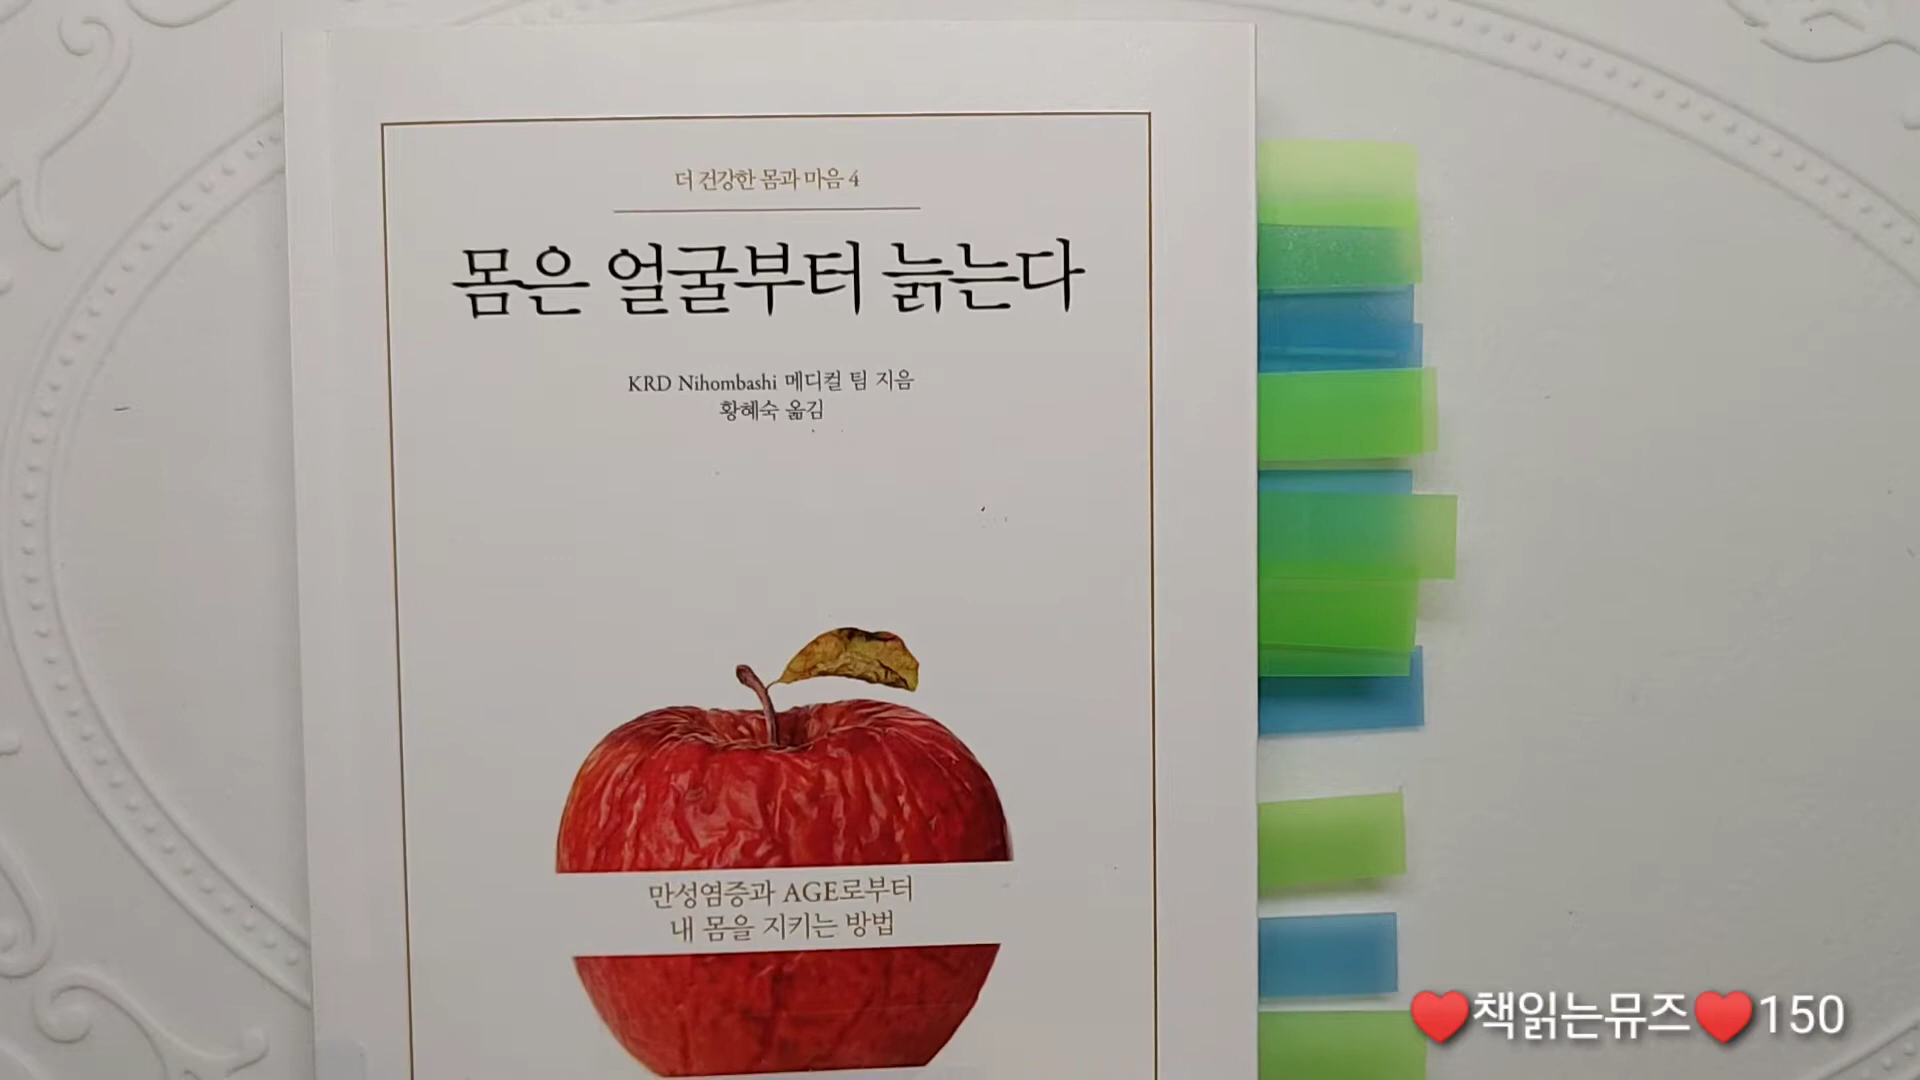 더 건강한 몸과 마음 4
몸은 얼굴부터 늙는다
KRD Nihombashi 메디컬 팀 지음
황혜숙 옮김
만성염증과 AGE로부터
내 몸을 지키는 방법
♥책읽는뮤즈♥150